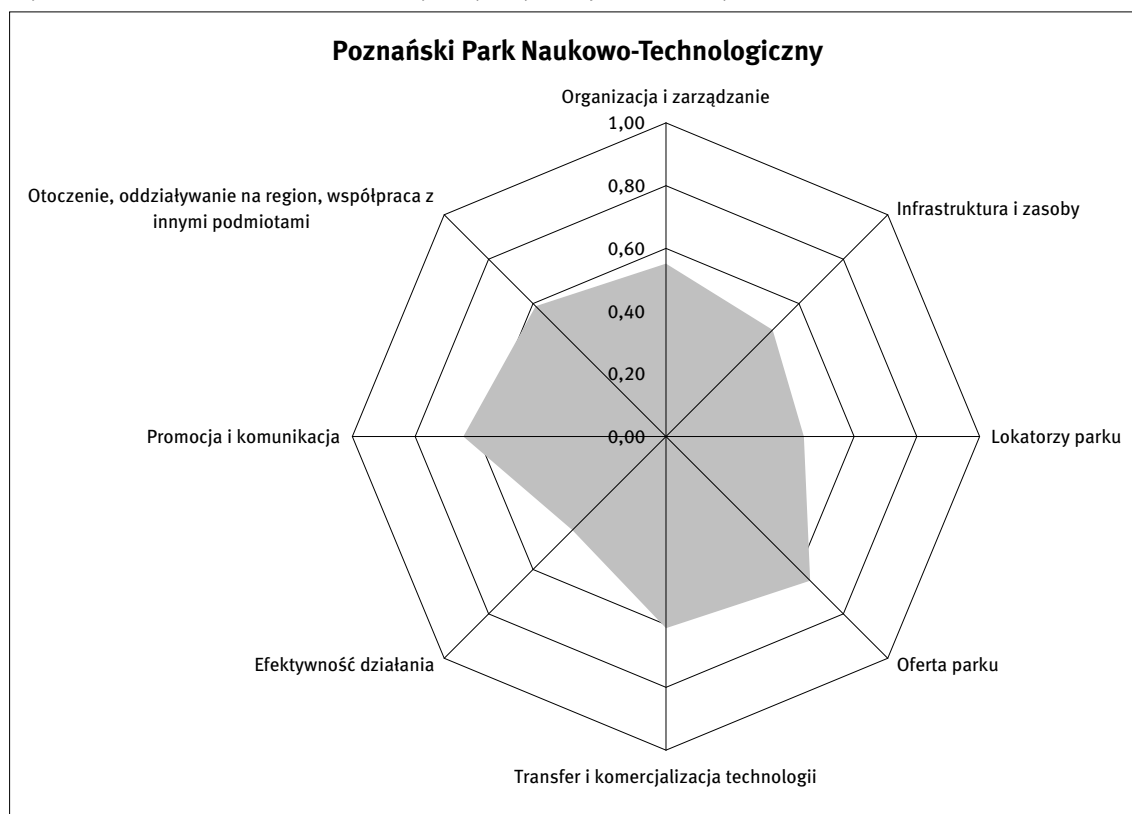 Poznański Park Naukowo-Technologiczny
Organizacja i zarządzanie
1,00
0,80
0,60
0,40
0,20
0,00
Infrastruktura i zasoby
Lokatorzy parku
Oferta parku
Transfer i komercjalizacja technologii
Efektywność działania
Promocja i komunikacja
Otoczenie, oddziaływanie na region, współpraca z
innymi podmiotami